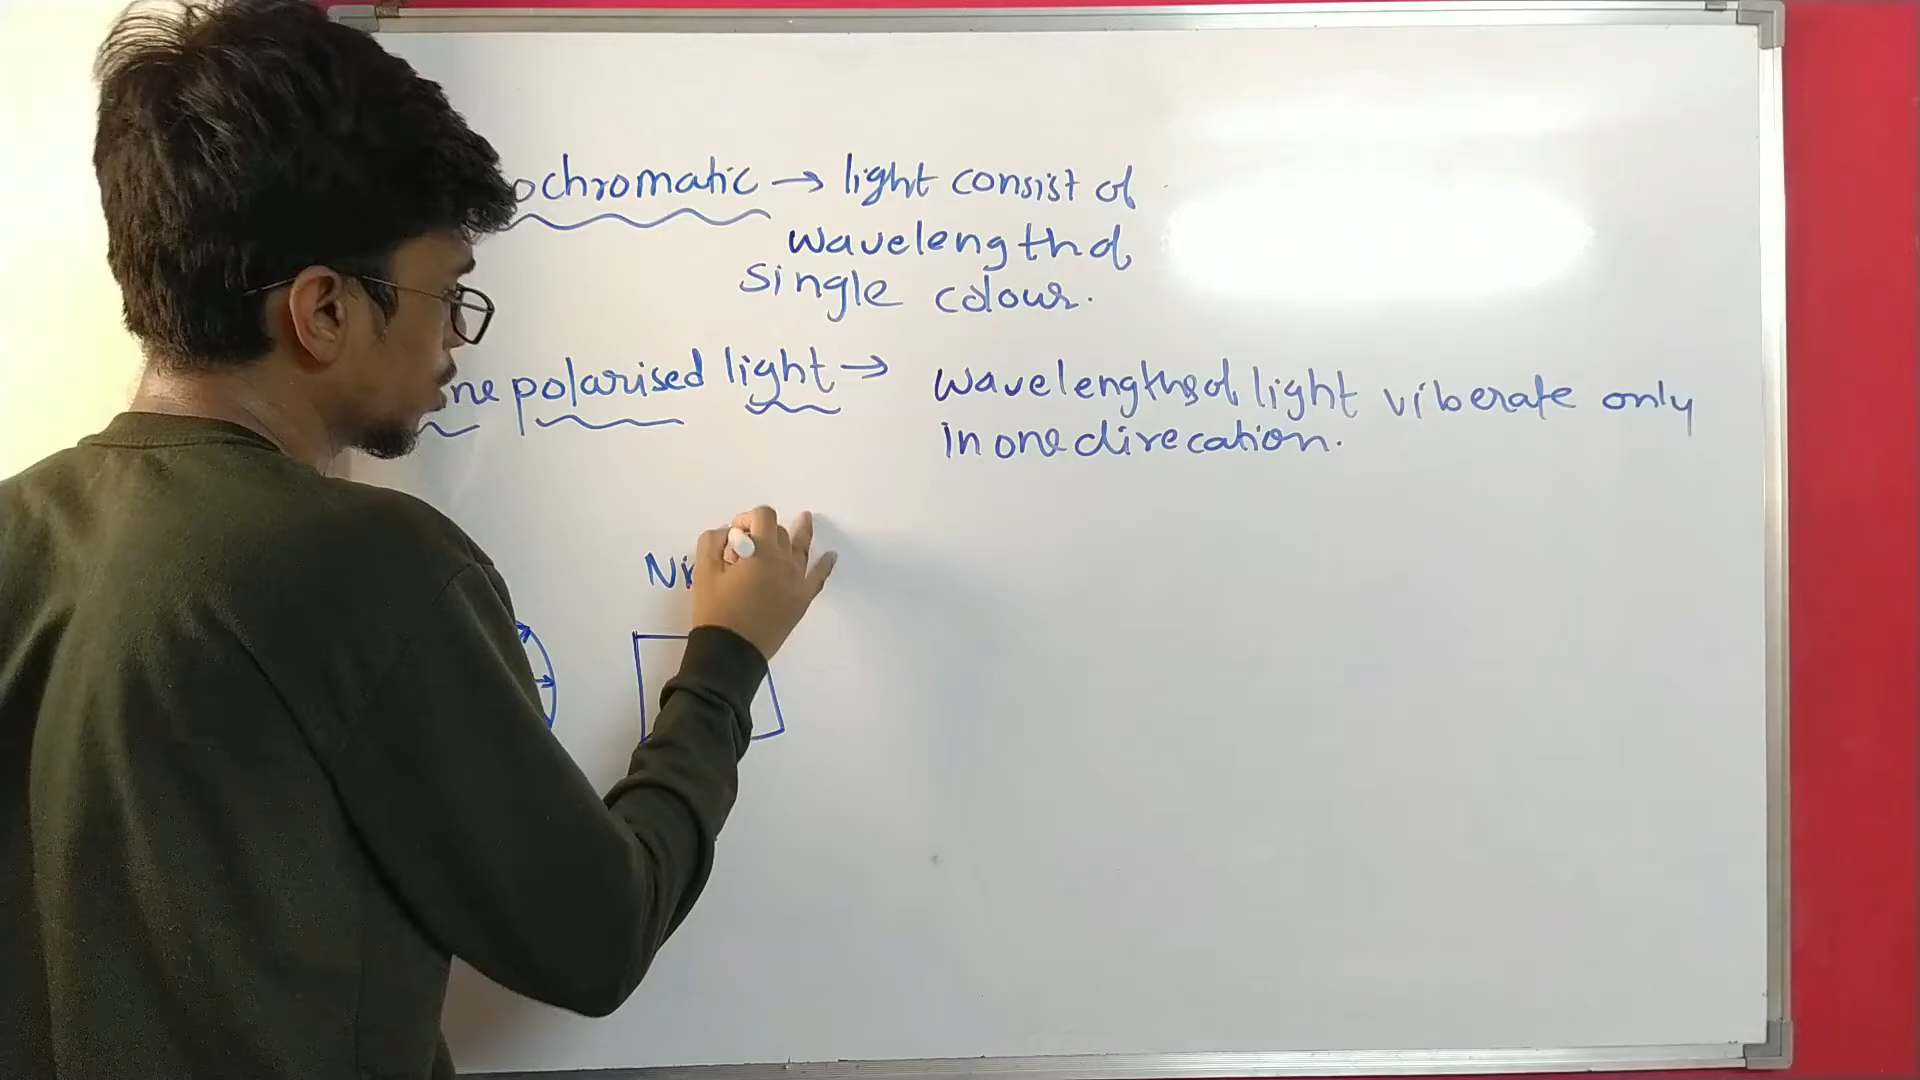 ochromatic → light consist of
wavelength of
single colour.
ne polarised light → wavelengths of light viberate only
in one direcation.
Ni